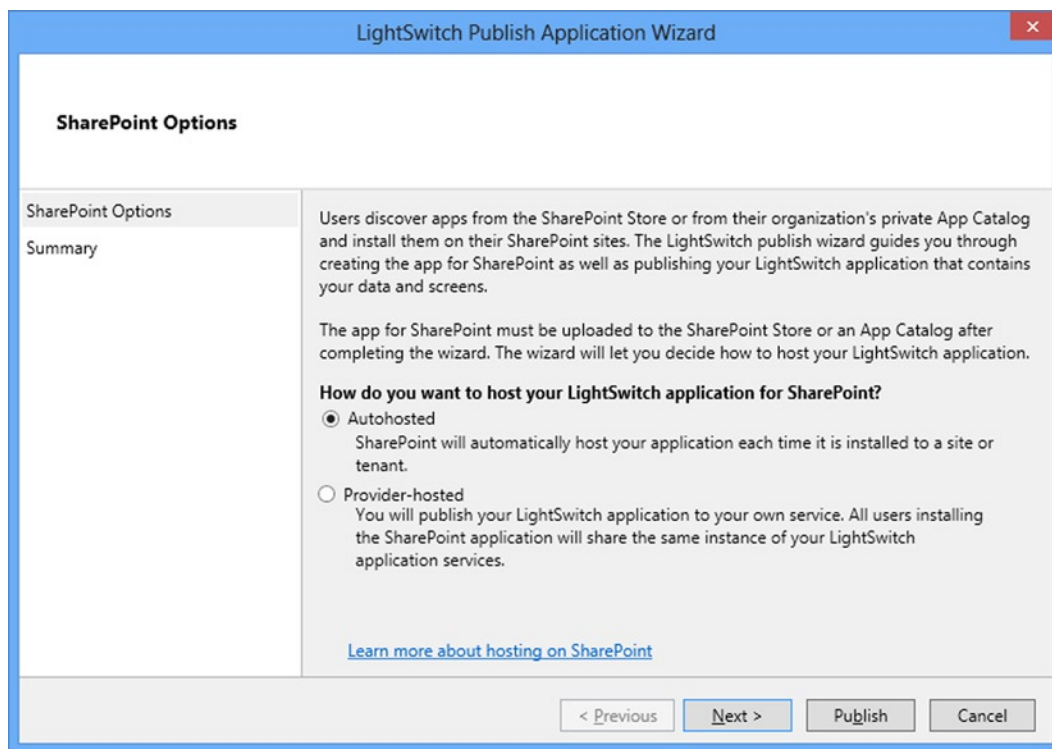 LightSwitch Publish Application Wizard
SharePoint Options
SharePoint Options
Summary
Users discover apps from the SharePoint Store or from their organization's private App Catalog
and install them on their SharePoint sites. The LightSwitch publish wizard guides you through
creating the app for SharePoint as well as publishing your LightSwitch application that contains
your data and screens.
The app for SharePoint must be uploaded to the SharePoint Store or an App Catalog after
completing the wizard. The wizard will let you decide how to host your LightSwitch application.
How do you want to host your LightSwitch application for SharePoint?
Autohosted
SharePoint will automatically host your application each time it is installed to a site or
tenant.
Provider-hosted
You will publish your LightSwitch application to your own service. All users installing
the SharePoint application will share the same instance of your LightSwitch
application services.
Learn more about hosting on SharePoint
< Previous
Next >
Publish
Cancel